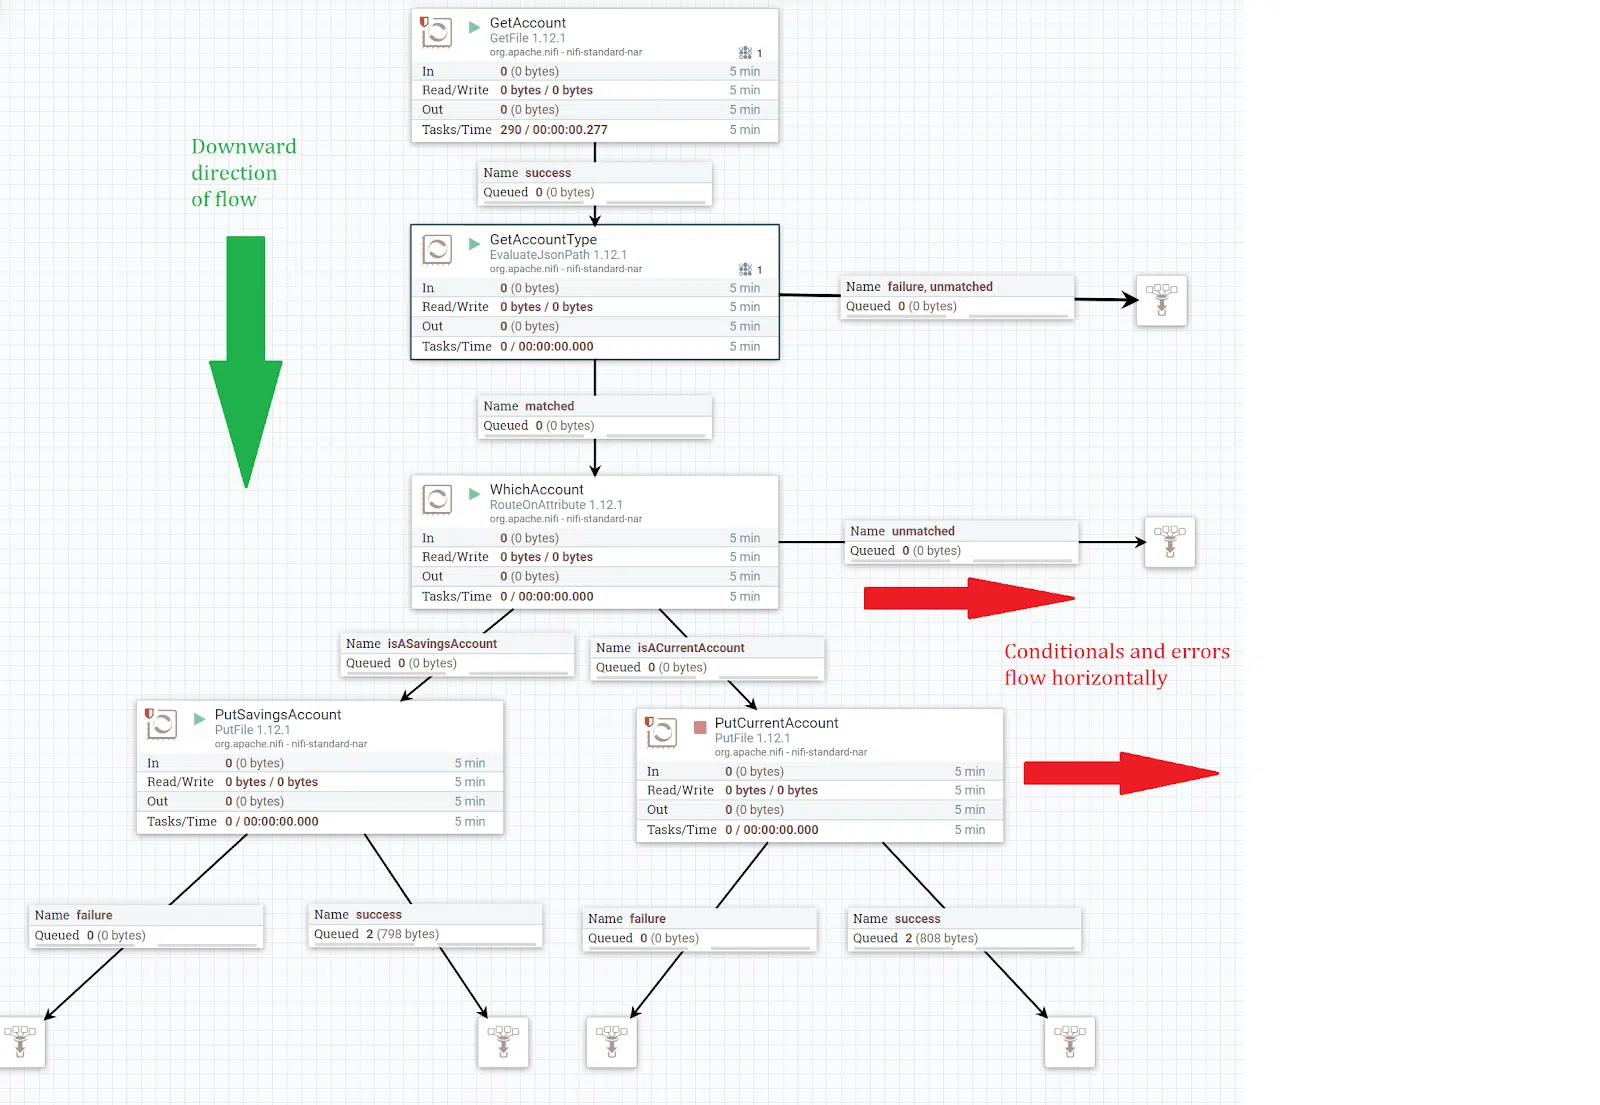 GetAccount
GetFile 1.12.1
org.apache.nifi - nifi-standard-nar
1
In 0 (0 bytes) 5 min
Read/Write 0 bytes / 0 bytes 5 min
Out 0 (0 bytes) 5 min
Tasks/Time 290 / 00:00:00.277 5 min
Downward
direction
of flow
Name success
Queued 0 (0 bytes)
GetAccountType
EvaluateJsonPath 1.12.1
org.apache.nifi - nifi-standard-nar
1
In 0 (0 bytes) 5 min
Read/Write 0 bytes / 0 bytes 5 min
Out 0 (0 bytes) 5 min
Tasks/Time 0 / 00:00:00.000 5 min
Name failure, unmatched
Queued 0 (0 bytes)
Name matched
Queued 0 (0 bytes)
WhichAccount
RouteOnAttribute 1.12.1
org.apache.nifi - nifi-standard-nar
In 0 (0 bytes) 5 min
Read/Write 0 bytes / 0 bytes 5 min
Out 0 (0 bytes) 5 min
Tasks/Time 0 / 00:00:00.000 5 min
Name unmatched
Queued 0 (0 bytes)
Conditionals and errors
flow horizontally
Name isASavingsAccount
Queued 0 (0 bytes)
Name isACurrentAccount
Queued 0 (0 bytes)
PutSavingsAccount
PutFile 1.12.1
org.apache.nifi - nifi-standard-nar
In 0 (0 bytes) 5 min
Read/Write 0 bytes / 0 bytes 5 min
Out 0 (0 bytes) 5 min
Tasks/Time 0 / 00:00:00.000 5 min
PutCurrentAccount
PutFile 1.12.1
org.apache.nifi - nifi-standard-nar
In 0 (0 bytes) 5 min
Read/Write 0 bytes / 0 bytes 5 min
Out 0 (0 bytes) 5 min
Tasks/Time 0 / 00:00:00.000 5 min
Name failure
Queued 0 (0 bytes)
Name success
Queued 2 (798 bytes)
Name failure
Queued 0 (0 bytes)
Name success
Queued 2 (808 bytes)